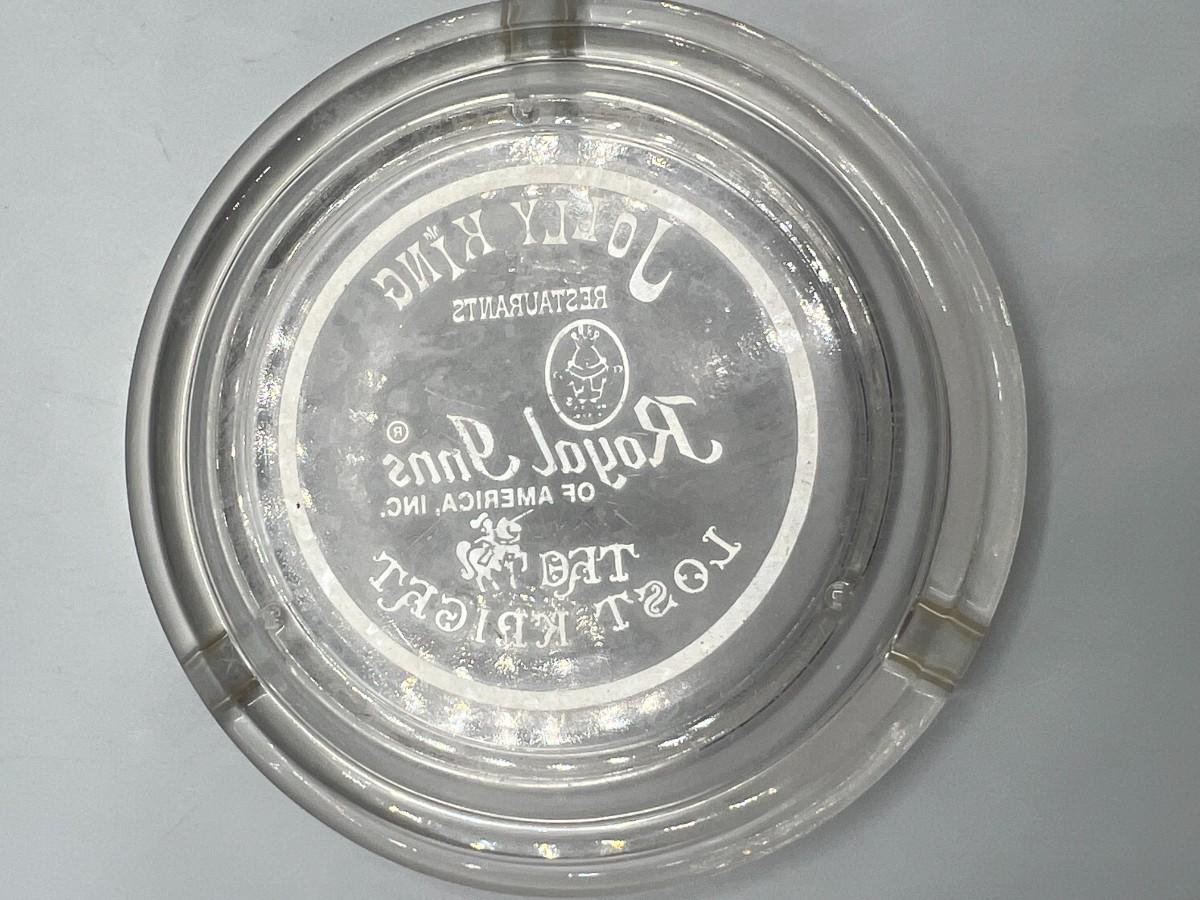 JOLLY KING
RESTAURANTS
Royal Inns ®
OF AMERICA, INC.
THE
LOST KNIGHT